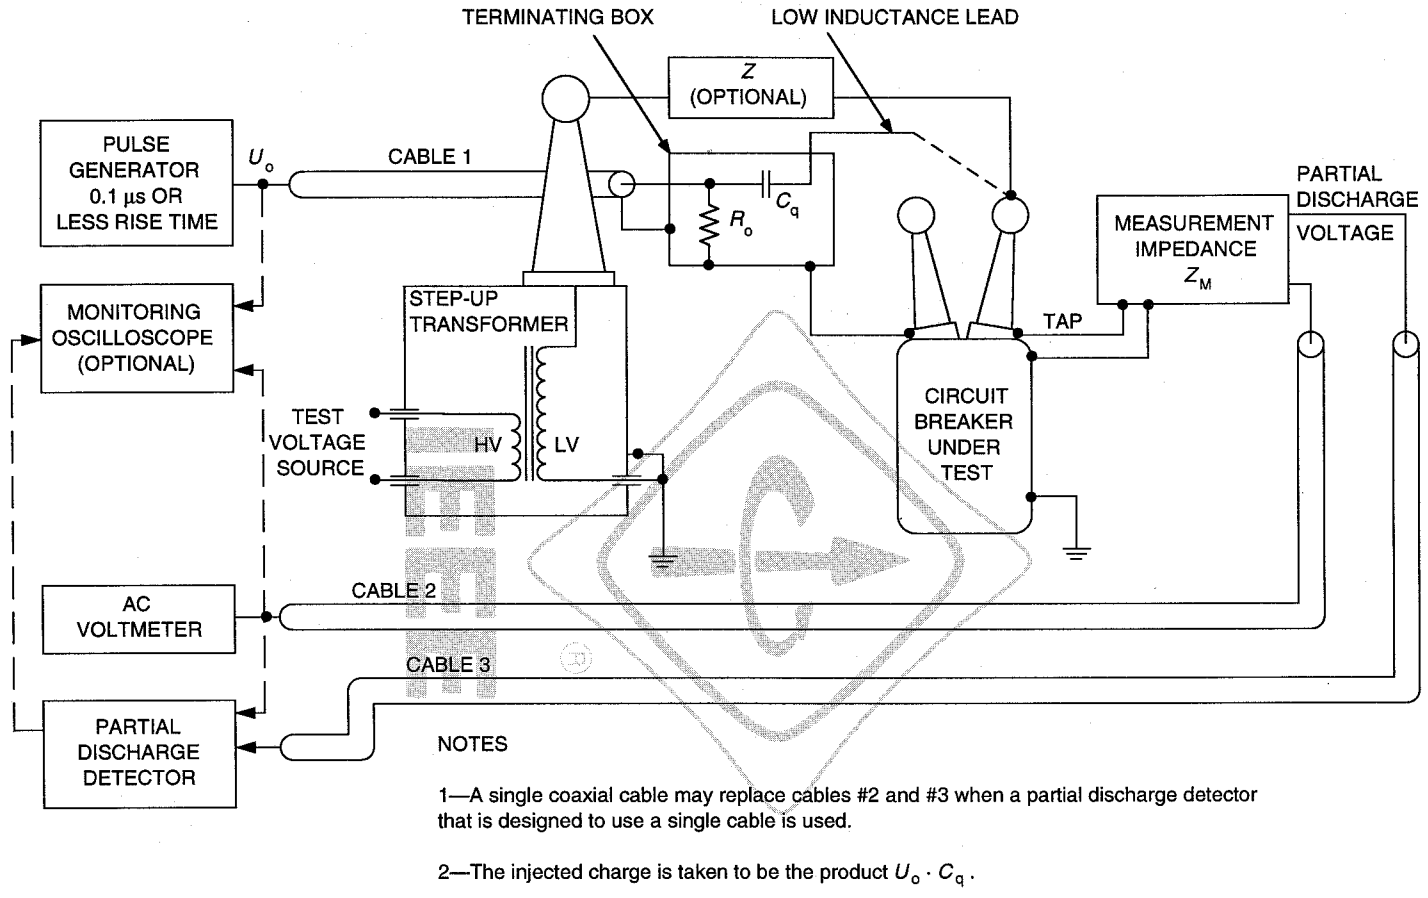 TERMINATING BOX
LOW INDUCTANCE LEAD
Z
(OPTIONAL)
PULSE
GENERATOR
0.1 µs OR
LESS RISE TIME
Uo
CABLE 1
Cq
Ro
PARTIAL
DISCHARGE
VOLTAGE
MEASUREMENT
IMPEDANCE
ZM
MONITORING
OSCILLOSCOPE
(OPTIONAL)
STEP-UP
TRANSFORMER
TAP
TEST
VOLTAGE
SOURCE
HV
LV
CIRCUIT
BREAKER
UNDER
TEST
AC
VOLTMETER
CABLE 2
CABLE 3
PARTIAL
DISCHARGE
DETECTOR
IEEE
®
NOTES
1—A single coaxial cable may replace cables #2 and #3 when a partial discharge detector
that is designed to use a single cable is used.
2—The injected charge is taken to be the product Uo · Cq .